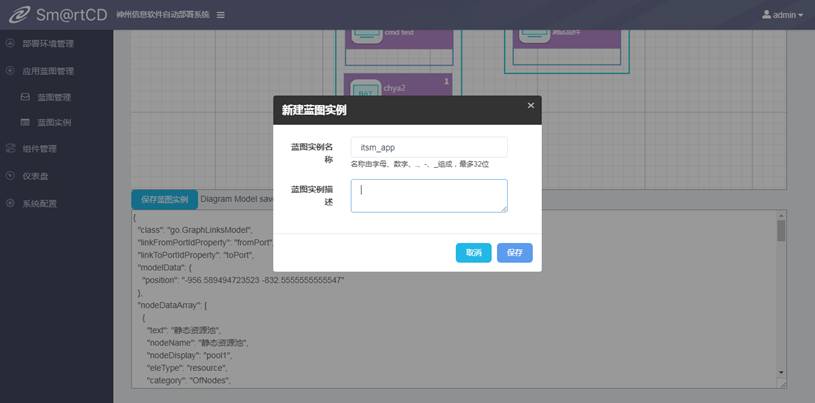 Sm@rtCD 神州信息软件自动部署系统 admin
部署环境管理
应用蓝图管理
蓝图管理
蓝图实例
组件管理
仪表盘
系统配置
cmd test
chya2
1
新建蓝图实例 ×
蓝图实例名
称
itsm_app
名称由字母、数字、.、-、_组成，最多32位
蓝图实例描
述
取消 保存
保存蓝图实例 Diagram Model save
{
"class": "go.GraphLinksModel",
"linkFromPortIdProperty": "fromPort",
"linkToPortIdProperty": "toPort",
"modelData": {
"position": "-956.589494723523 -832.5555555555547"
},
"nodeDataArray": [
{
"text": "静态资源池",
"nodeName": "静态资源池",
"nodeDisplay": "pool1",
"eleType": "resource",
"category": "OfNodes",